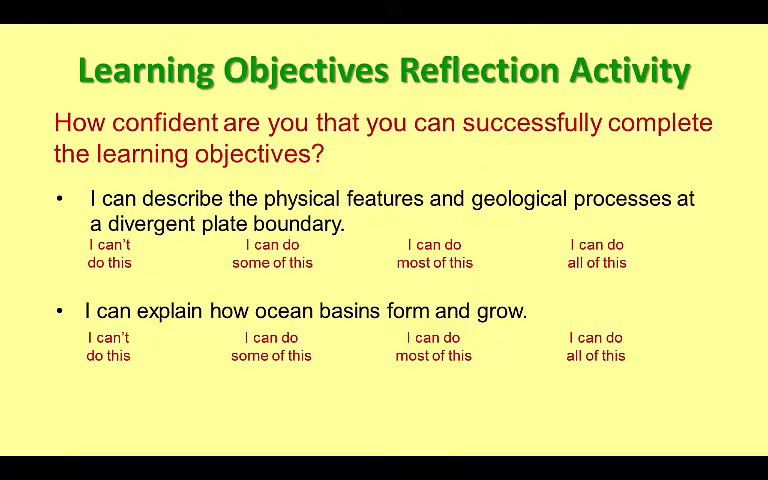 Learning Objectives Reflection Activity
How confident are you that you can successfully complete
the learning objectives?
• I can describe the physical features and geological processes at
a divergent plate boundary.
I can't I can do I can do I can do
do this some of this most of this all of this
• I can explain how ocean basins form and grow.
I can't I can do I can do I can do
do this some of this most of this all of this